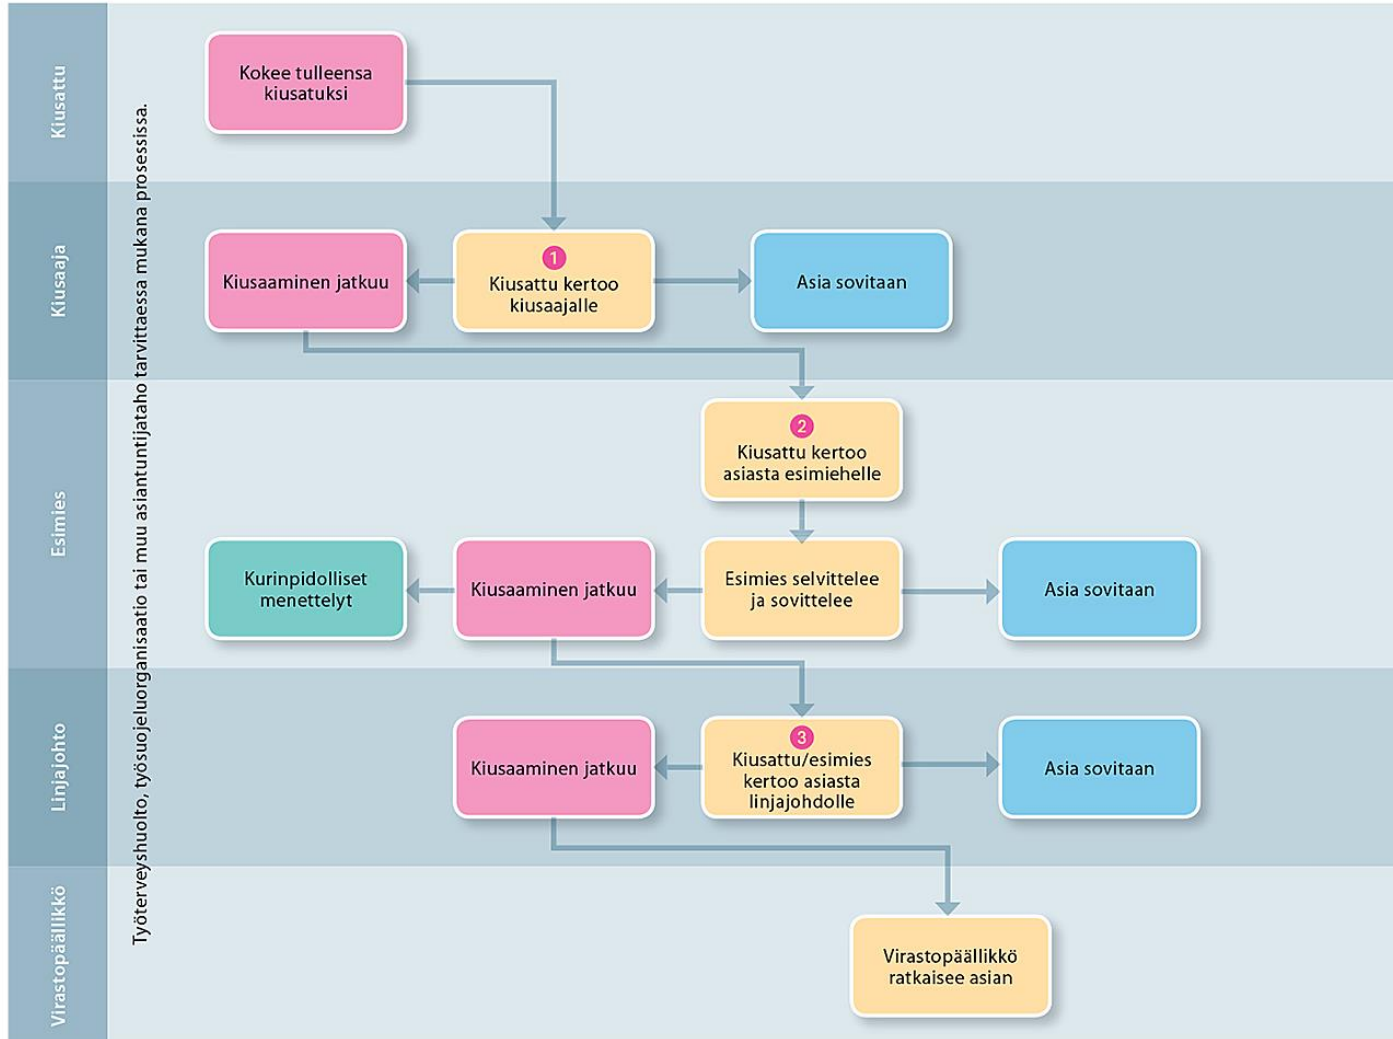 Kiusattu
Työterveyshuolto, työsuojeluorganisaatio tai muu asiantuntijataho tarvittaessa mukana prosessissa.
Kokee tulleensa
kiusatuksi
Kiusaaja
Kiusaaminen jatkuu
1
Kiusattu kertoo
kiusaajalle
Asia sovitaan
Esimies
2
Kiusattu kertoo
asiasta esimiehelle
Kurinpidolliset
menettelyt
Kiusaaminen jatkuu
Esimies selvittelee
ja sovittelee
Asia sovitaan
Linjajohto
Kiusaaminen jatkuu
3
Kiusattu/esimies
kertoo asiasta
linjajohdolle
Asia sovitaan
Virastopäällikkö
Virastopäällikkö
ratkaisee asian